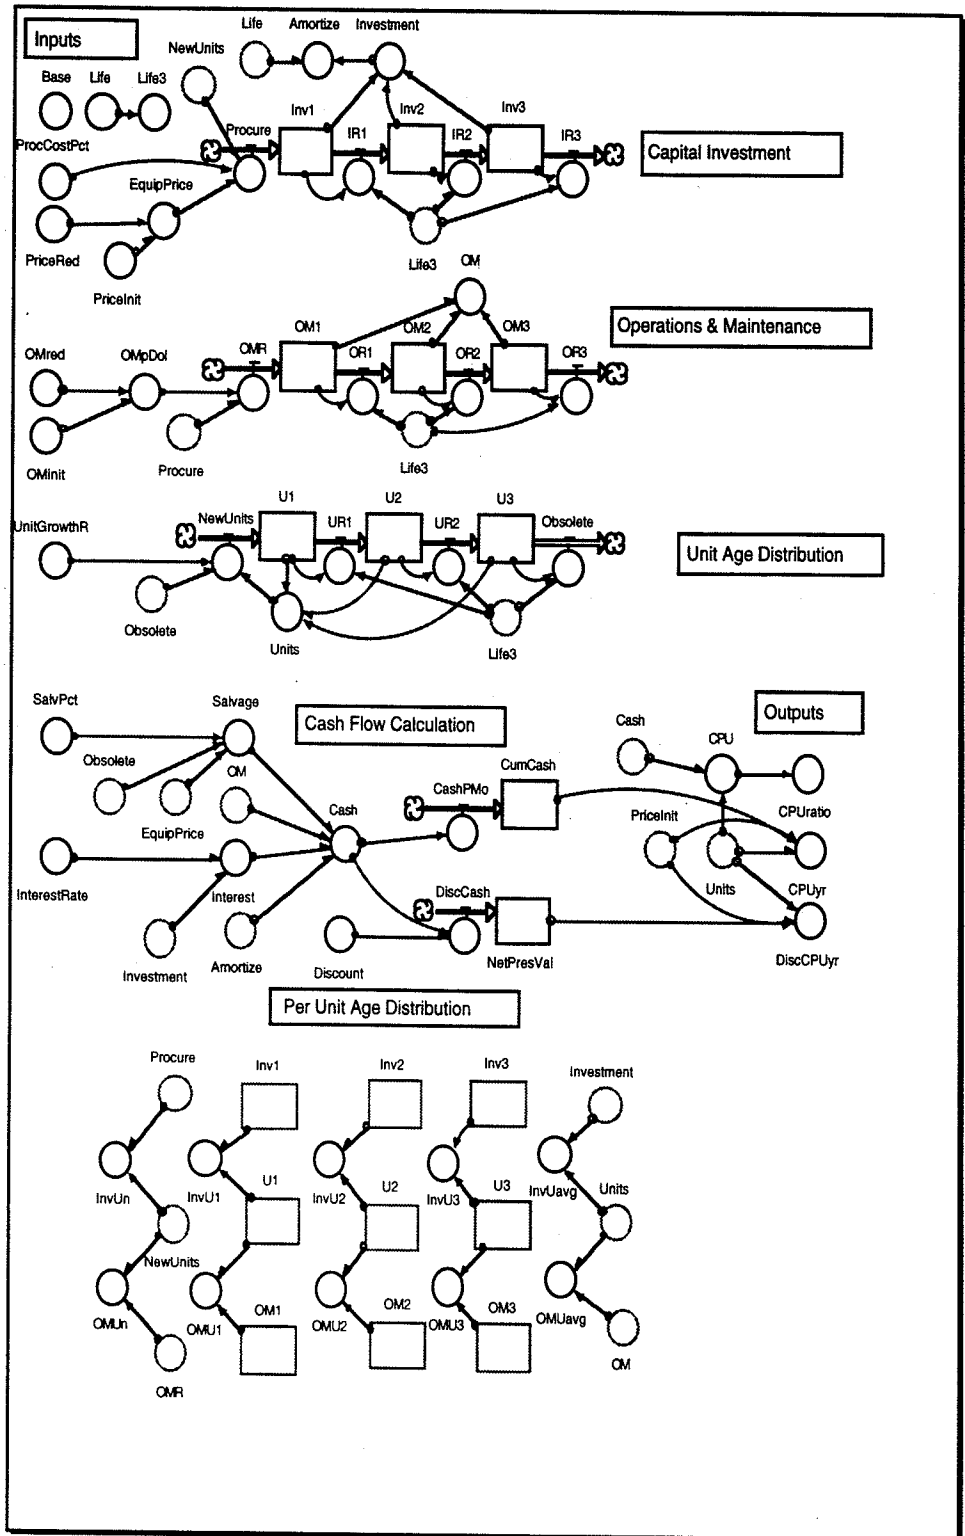 Inputs
Life Amortize Investment
NewUnits
Base Life Life3
Inv1 Inv2 Inv3
Procure IR1 IR2 IR3
ProcCostPct
Capital Investment
EquipPrice
PriceRed
Life3 OM
PriceInit
OM1 OM2 OM3
Operations & Maintenance
OMred OMpDol OMR OR1 OR2 OR3
OMinit Procure Life3
U1 U2 U3
UnitGrowthR NewUnits UR1 UR2 Obsolete
Unit Age Distribution
Obsolete Units Life3
SalvPct Salvage
Cash Flow Calculation
Outputs
Cash CPU
Obsolete OM CashPMo CumCash
EquipPrice Cash PriceInit CPUratio
InterestRate Interest DiscCash Units CPUyr
Investment Amortize Discount NetPresVal DiscCPUyr
Per Unit Age Distribution
Procure Inv1 Inv2 Inv3 Investment
InvUn InvU1 U1 InvU2 U2 InvU3 U3 InvUavg Units
NewUnits
OMUn OMU1 OM1 OMU2 OM2 OMU3 OM3 OMUavg
OMR OM